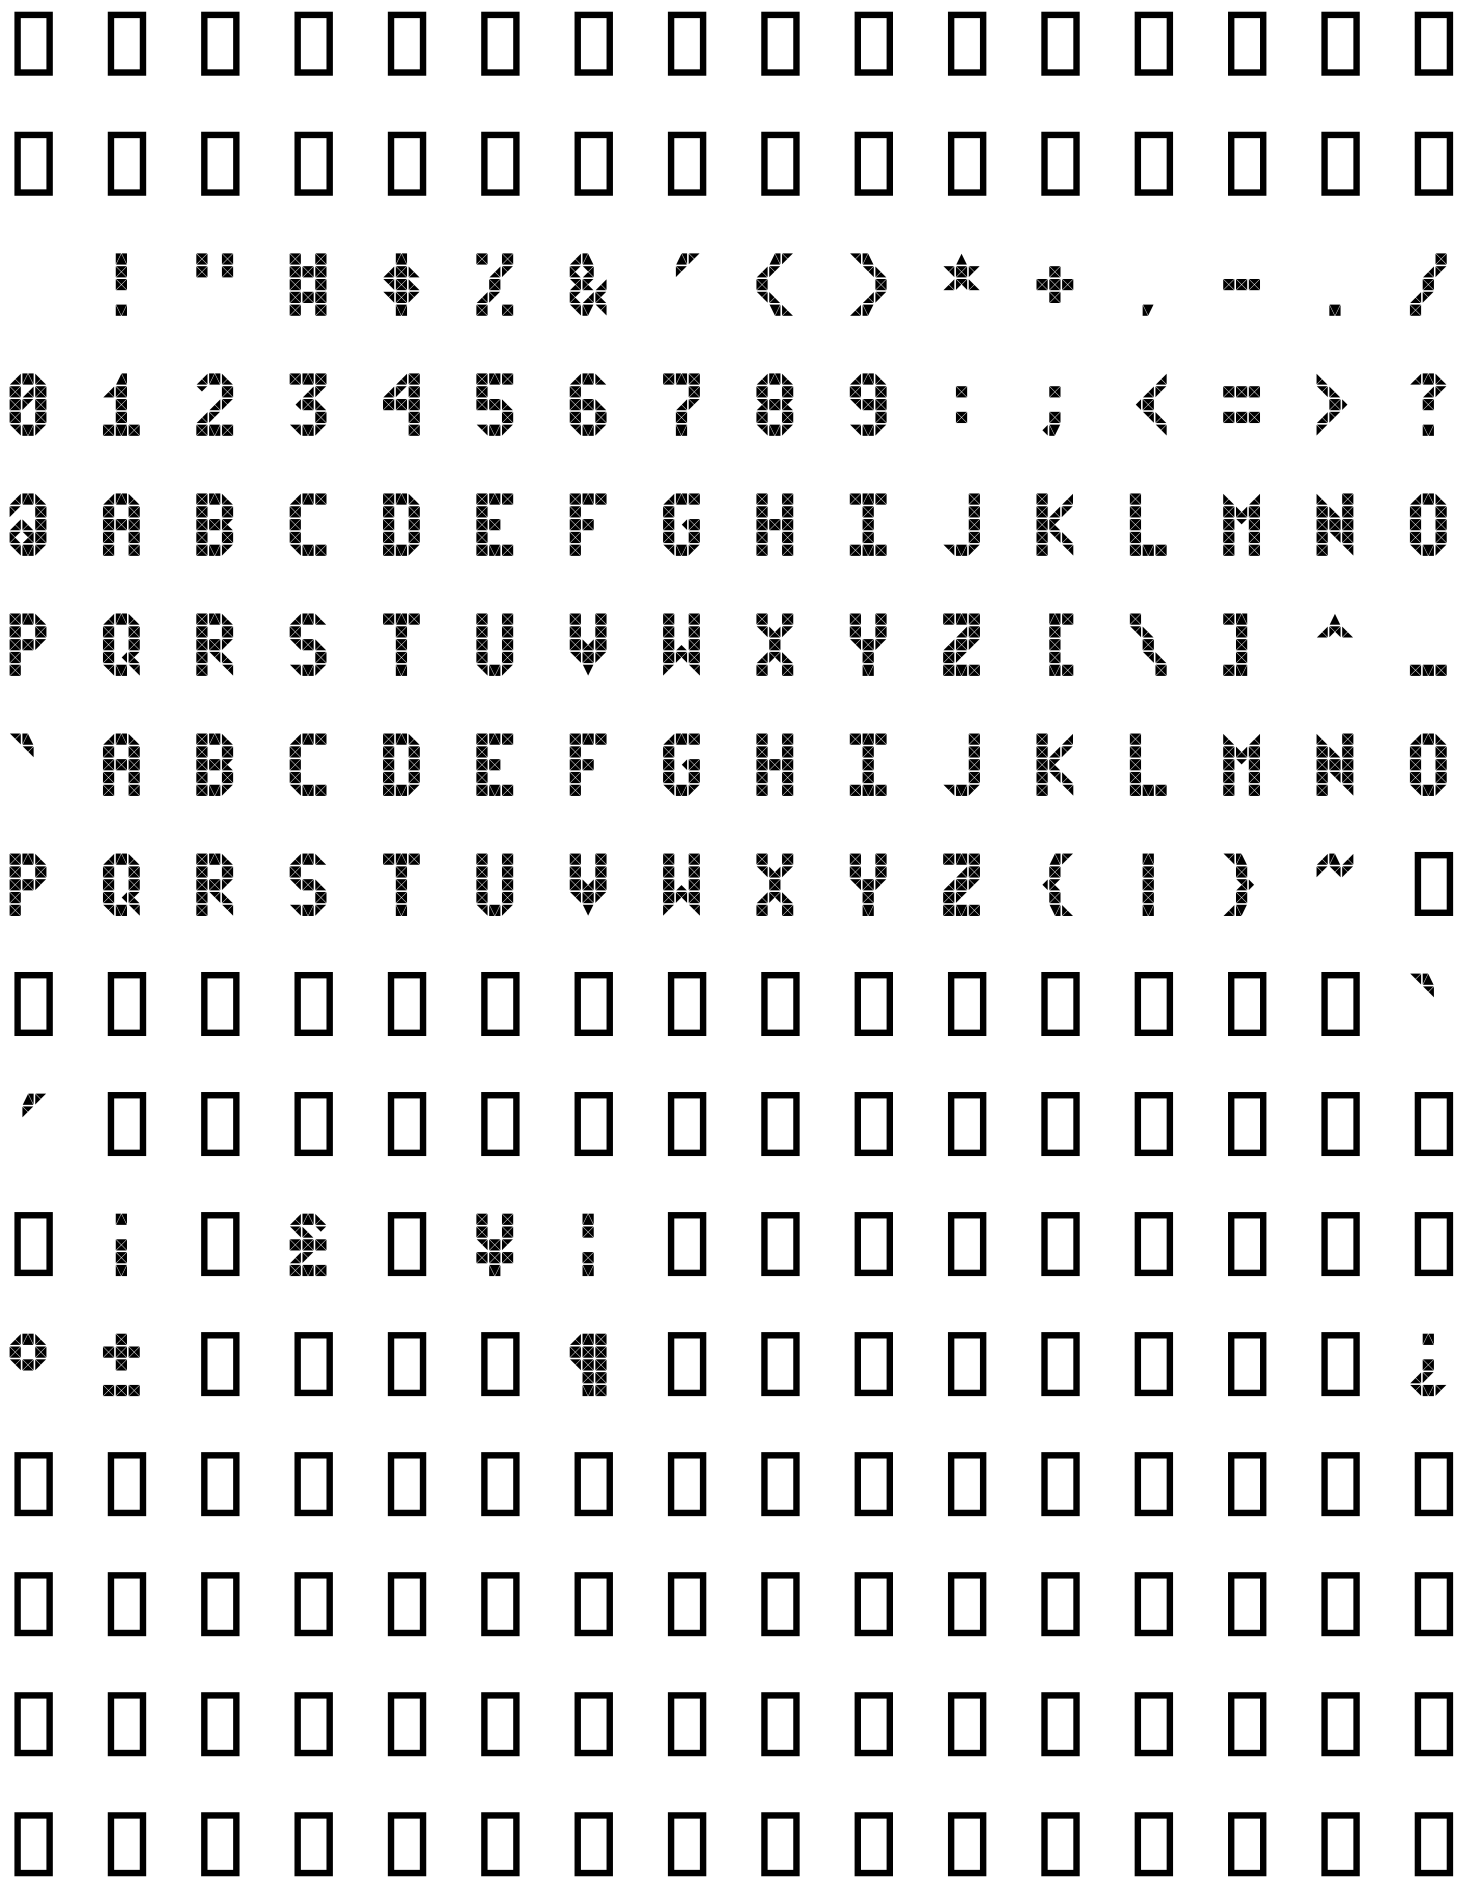 ! " # $ % & ' ( ) * + , - . /
0 1 2 3 4 5 6 7 8 9 : ; < = > ?
@ A B C D E F G H I J K L M N O
P Q R S T U V W X Y Z [ \ ] ^ _
` A B C D E F G H I J K L M N O
P Q R S T U V W X Y Z { | } ~
`
´
¡ £ ¥ ¦
° ± ¶ ¿